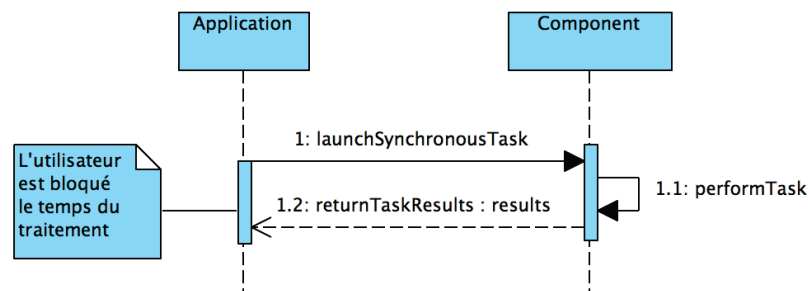 Application
Component
1: launchSynchronousTask
L'utilisateur
est bloqué
le temps du
traitement
1.1: performTask
1.2: returnTaskResults : results